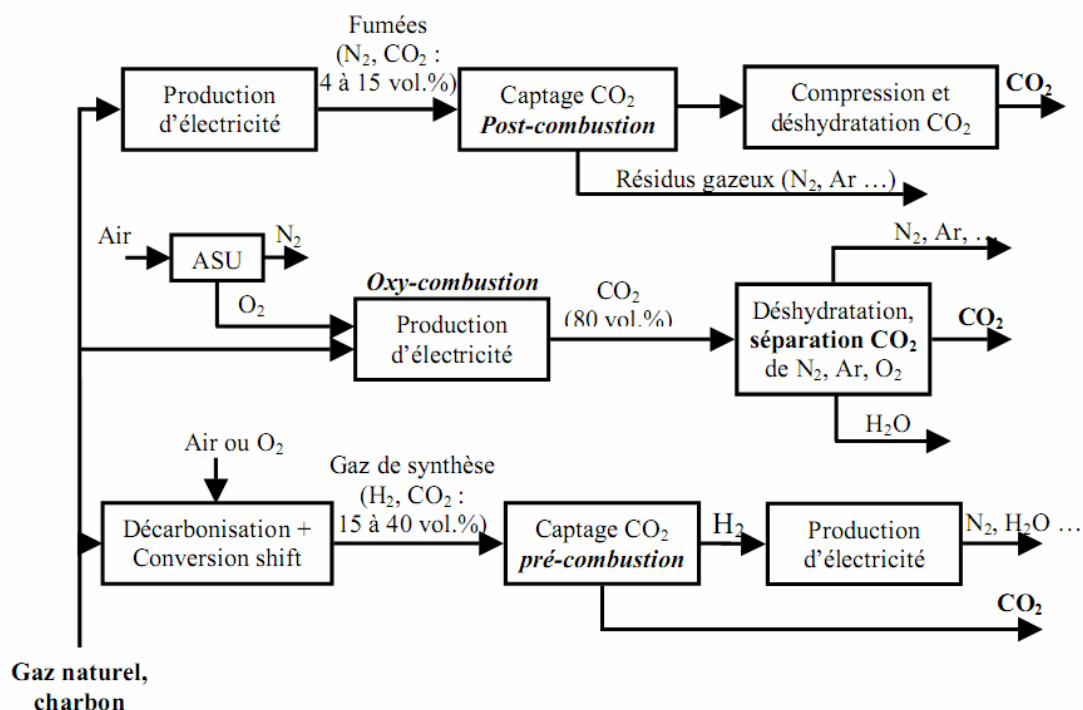 Fumées
(N₂, CO₂ :
4 à 15 vol.%)
Production
d’électricité
Captage CO₂
Post-combustion
Compression et
déshydratation CO₂
CO₂
Résidus gazeux (N₂, Ar …)
Air
ASU
N₂
O₂
Oxy-combustion
Production
d’électricité
CO₂
(80 vol.%)
N₂, Ar, …
Déshydratation,
séparation CO₂
de N₂, Ar, O₂
CO₂
H₂O
Air ou O₂
Décarbonisation +
Conversion shift
Gaz de synthèse
(H₂, CO₂ :
15 à 40 vol.%)
Captage CO₂
pré-combustion
H₂
Production
d’électricité
N₂, H₂O …
CO₂
Gaz naturel,
charbon